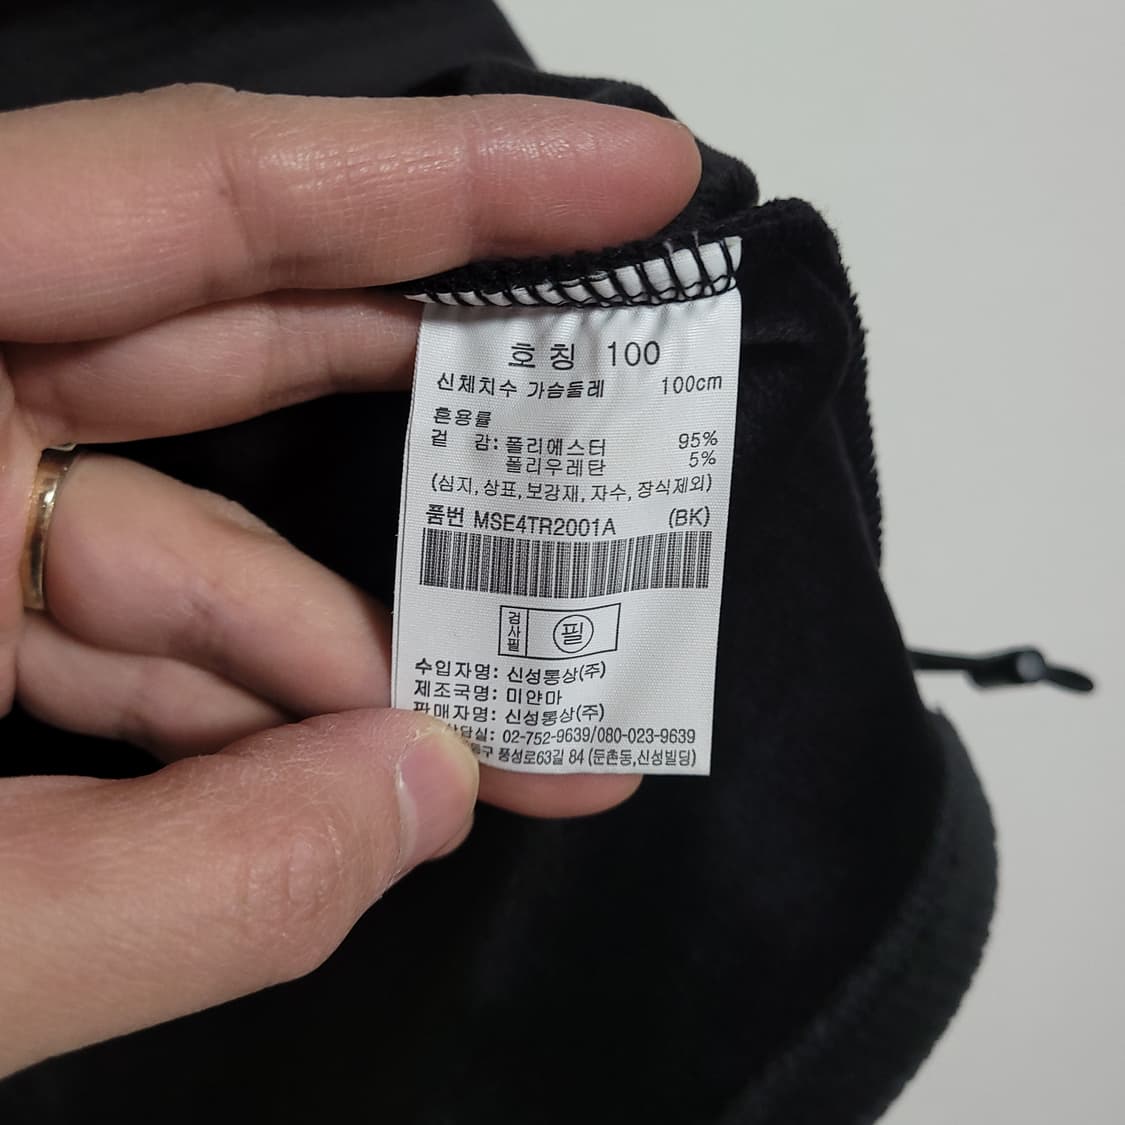 호칭 100
신체치수 가슴둘레 100cm
혼용률
겉 감: 폴리에스터 95%
폴리우레탄 5%
(심지, 상표, 보강재, 자수, 장식제외)
품번 MSE4TR2001A (BK)
검사필 필
수입자명: 신성통상(주)
제조국명: 미얀마
판매자명: 신성통상(주)
02-752-9639/080-023-9639
풍성로63길 84 (둔촌동,신성빌딩)